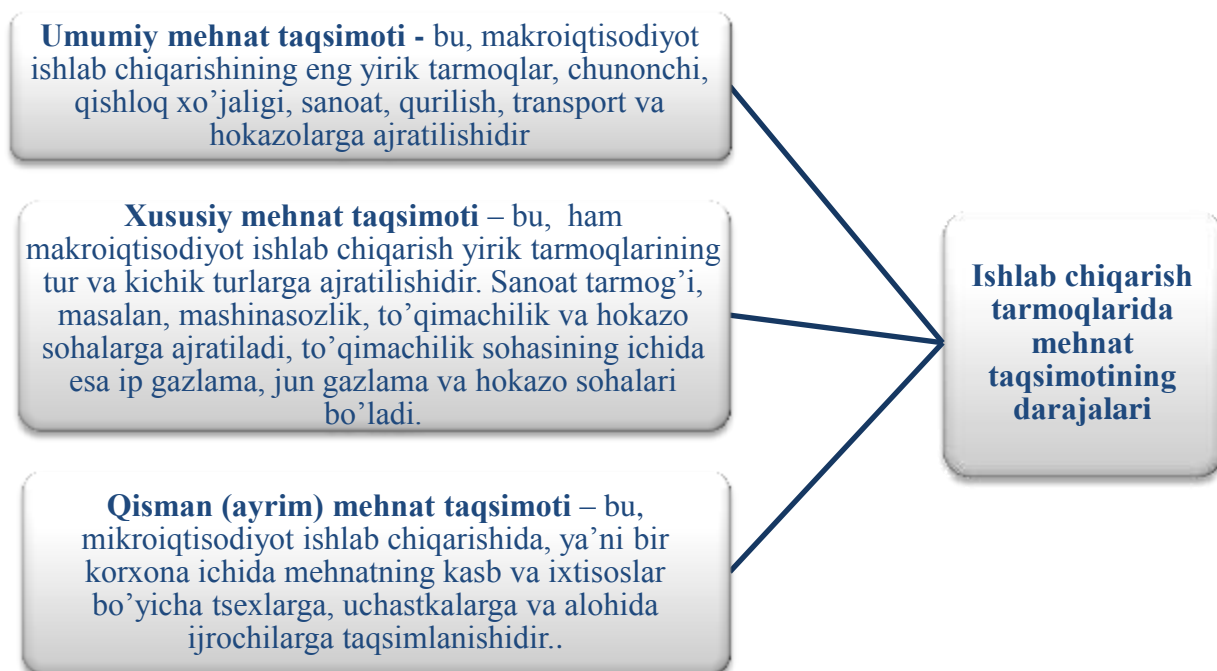 Umumiy mehnat taqsimoti - bu, makroiqtisodiyot
ishlab chiqarishining eng yirik tarmoqlar, chunonchi,
qishloq xo’jaligi, sanoat, qurilish, transport va
hokazolarga ajratilishidir
Xususiy mehnat taqsimoti – bu, ham
makroiqtisodiyot ishlab chiqarish yirik tarmoqlarining
tur va kichik turlarga ajratilishidir. Sanoat tarmog’i,
masalan, mashinasozlik, to’qimachilik va hokazo
sohalarga ajratiladi, to’qimachilik sohasining ichida
esa ip gazlama, jun gazlama va hokazo sohalari
bo’ladi.
Qisman (ayrim) mehnat taqsimoti – bu,
mikroiqtisodiyot ishlab chiqarishida, ya’ni bir
korxona ichida mehnatning kasb va ixtisoslar
bo’yicha tsexlarga, uchastkalarga va alohida
ijrochilarga taqsimlanishidir..
Ishlab chiqarish
tarmoqlarida
mehnat
taqsimotining
darajalari